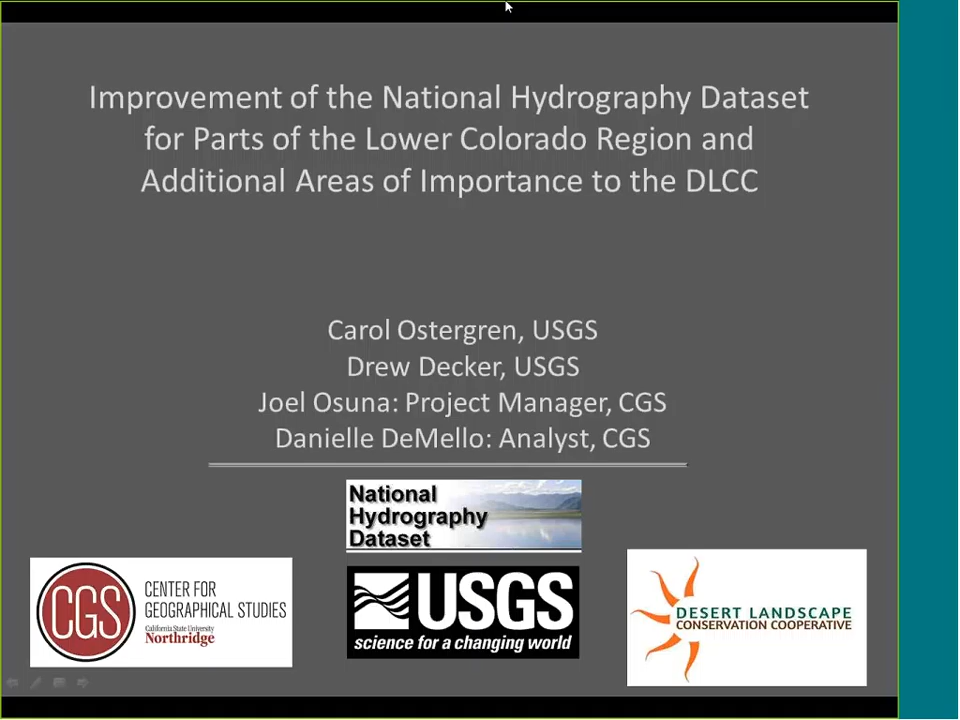 Improvement of the National Hydrography Dataset
for Parts of the Lower Colorado Region and
Additional Areas of Importance to the DLCC
Carol Ostergren, USGS
Drew Decker, USGS
Joel Osuna: Project Manager, CGS
Danielle DeMello: Analyst, CGS
National
Hydrography
Dataset
CGS
CENTER FOR
GEOGRAPHICAL STUDIES
California State University
Northridge
USGS
science for a changing world
DESERT LANDSCAPE
CONSERVATION COOPERATIVE